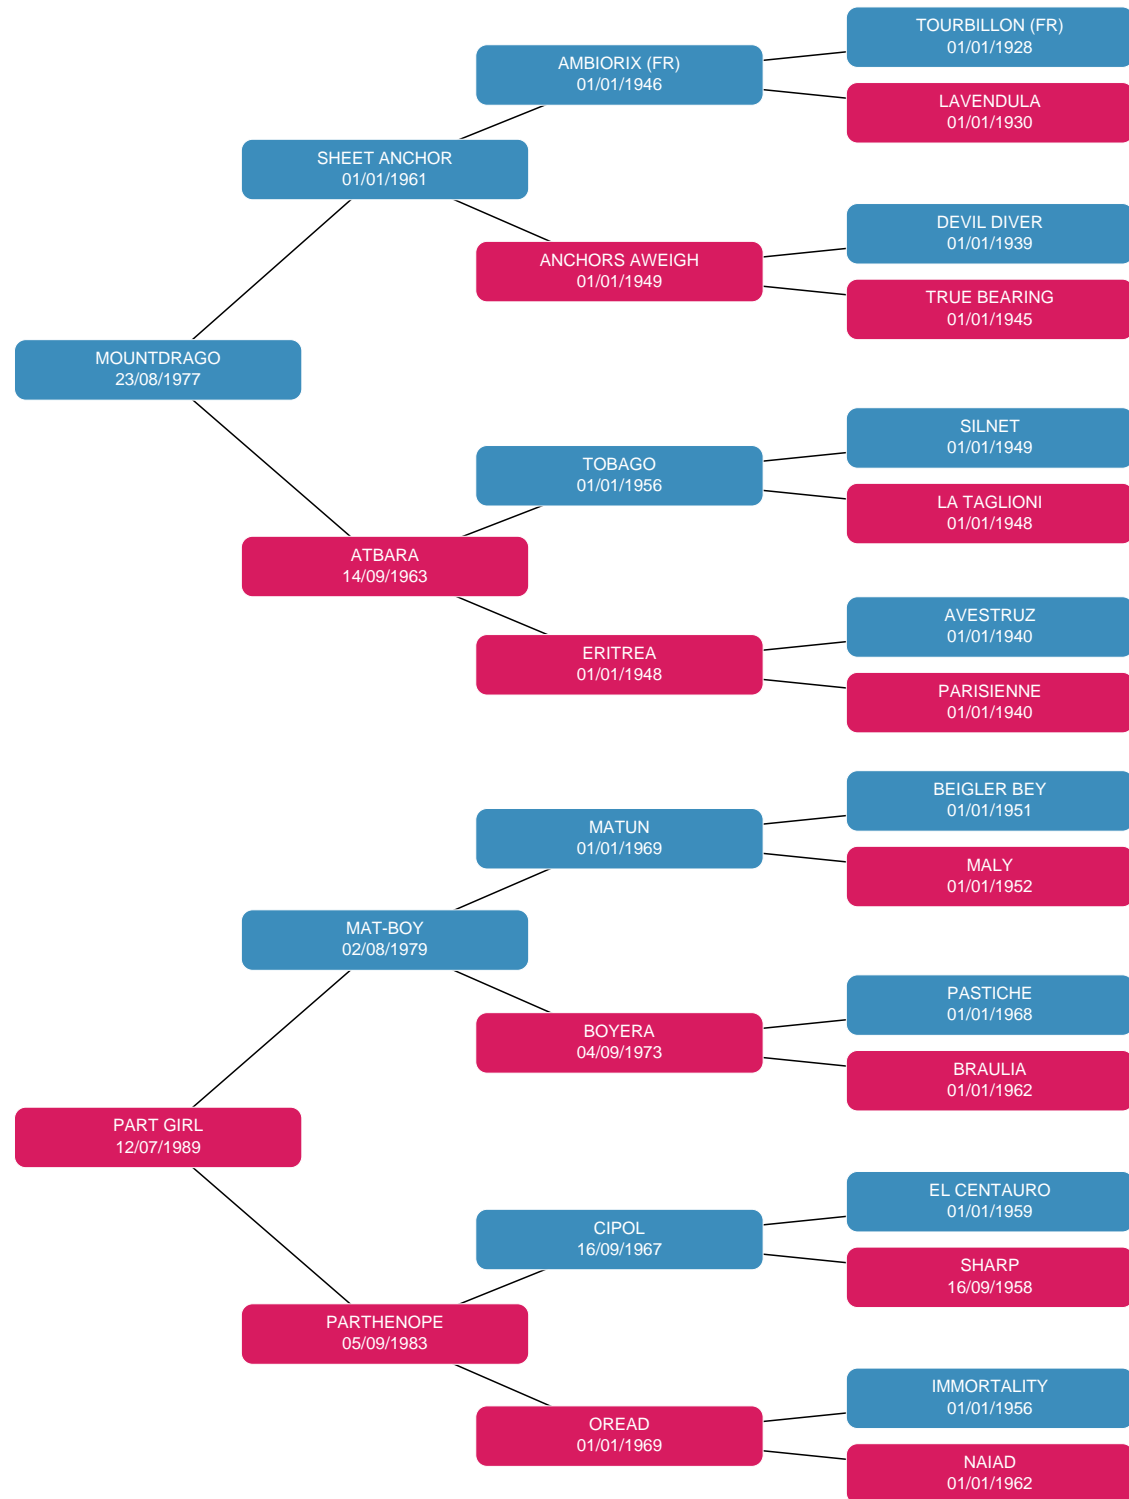 TOURBILLON (FR)
01/01/1928
AMBIORIX (FR)
01/01/1946
LAVENDULA
01/01/1930
SHEET ANCHOR
01/01/1961
DEVIL DIVER
01/01/1939
ANCHORS AWEIGH
01/01/1949
TRUE BEARING
01/01/1945
MOUNTDRAGO
23/08/1977
SILNET
01/01/1949
TOBAGO
01/01/1956
LA TAGLIONI
01/01/1948
ATBARA
14/09/1963
AVESTRUZ
01/01/1940
ERITREA
01/01/1948
PARISIENNE
01/01/1940
BEIGLER BEY
01/01/1951
MATUN
01/01/1969
MALY
01/01/1952
MAT-BOY
02/08/1979
PASTICHE
01/01/1968
BOYERA
04/09/1973
BRAULIA
01/01/1962
PART GIRL
12/07/1989
EL CENTAURO
01/01/1959
CIPOL
16/09/1967
SHARP
16/09/1958
PARTHENOPE
05/09/1983
IMMORTALITY
01/01/1956
OREAD
01/01/1969
NAIAD
01/01/1962